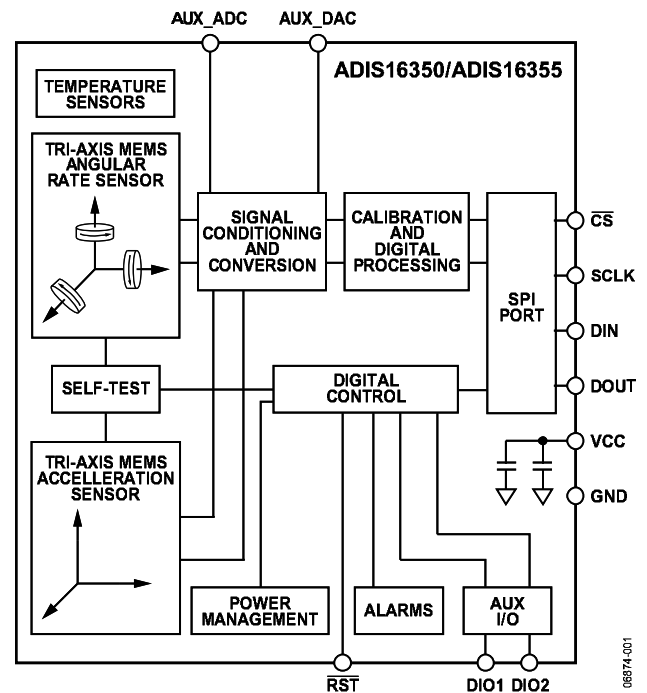 AUX_ADC
AUX_DAC
ADIS16350/ADIS16355
TEMPERATURE
SENSORS
TRI-AXIS MEMS
ANGULAR
RATE SENSOR
SIGNAL
CONDITIONING
AND
CONVERSION
CALIBRATION
AND
DIGITAL
PROCESSING
SPI
PORT
CS
SCLK
DIN
DOUT
VCC
GND
SELF-TEST
DIGITAL
CONTROL
TRI-AXIS MEMS
ACCELLERATION
SENSOR
POWER
MANAGEMENT
ALARMS
AUX
I/O
RST
DIO1
DIO2
06874-001